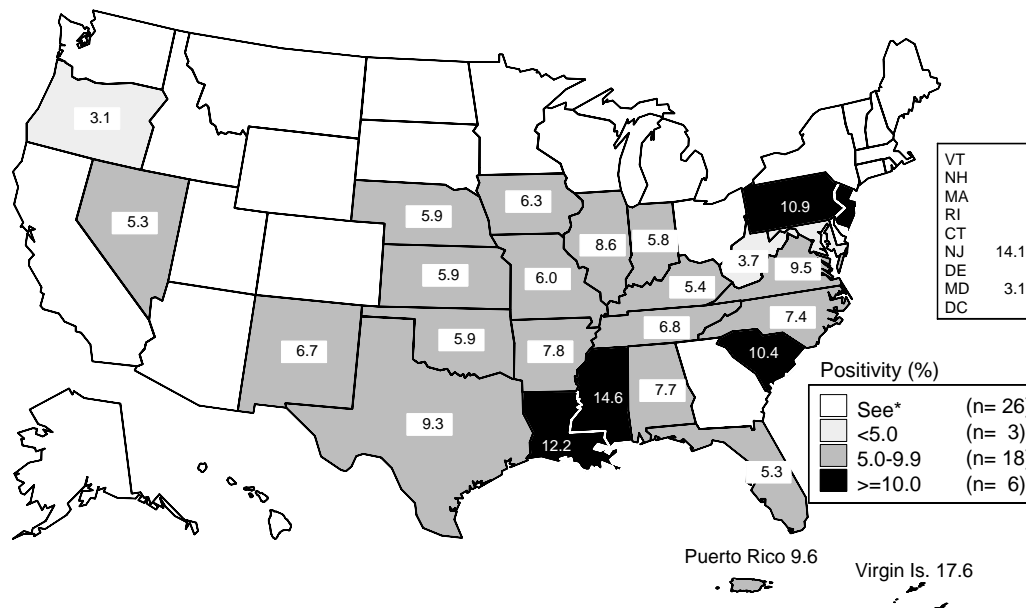 3.1
5.3
5.9
6.3
5.9
6.0
8.6
5.8
10.9
3.7
9.5
5.4
7.4
6.8
6.7
5.9
7.8
14.6
7.7
10.4
9.3
12.2
5.3
VT
NH
MA
RI
CT
NJ 14.1
DE
MD 3.1
DC
Positivity (%)
See* (n= 26)
<5.0 (n= 3)
5.0-9.9 (n= 18)
>=10.0 (n= 6)
Puerto Rico 9.6
Virgin Is. 17.6